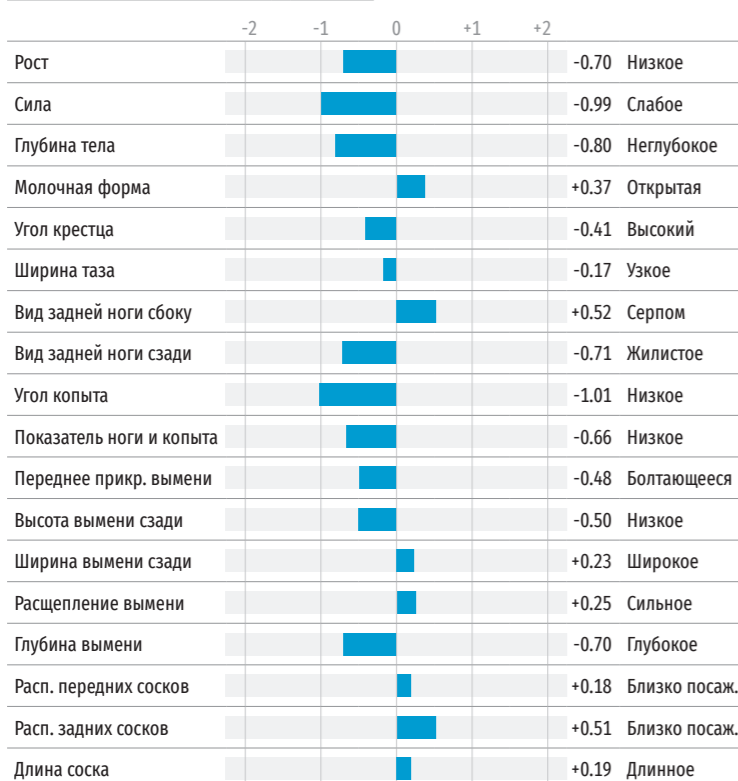 -2 -1 0 +1 +2
Рост -0.70 Низкое
Сила -0.99 Слабое
Глубина тела -0.80 Неглубокое
Молочная форма +0.37 Открытая
Угол крестца -0.41 Высокий
Ширина таза -0.17 Узкое
Вид задней ноги сбоку +0.52 Серпом
Вид задней ноги сзади -0.71 Жилистое
Угол копыта -1.01 Низкое
Показатель ноги и копыта -0.66 Низкое
Переднее прикр. вымени -0.48 Болтающееся
Высота вымени сзади -0.50 Низкое
Ширина вымени сзади +0.23 Широкое
Расщепление вымени +0.25 Сильное
Глубина вымени -0.70 Глубокое
Расп. передних сосков +0.18 Близко посаж.
Расп. задних сосков +0.51 Близко посаж.
Длина соска +0.19 Длинное